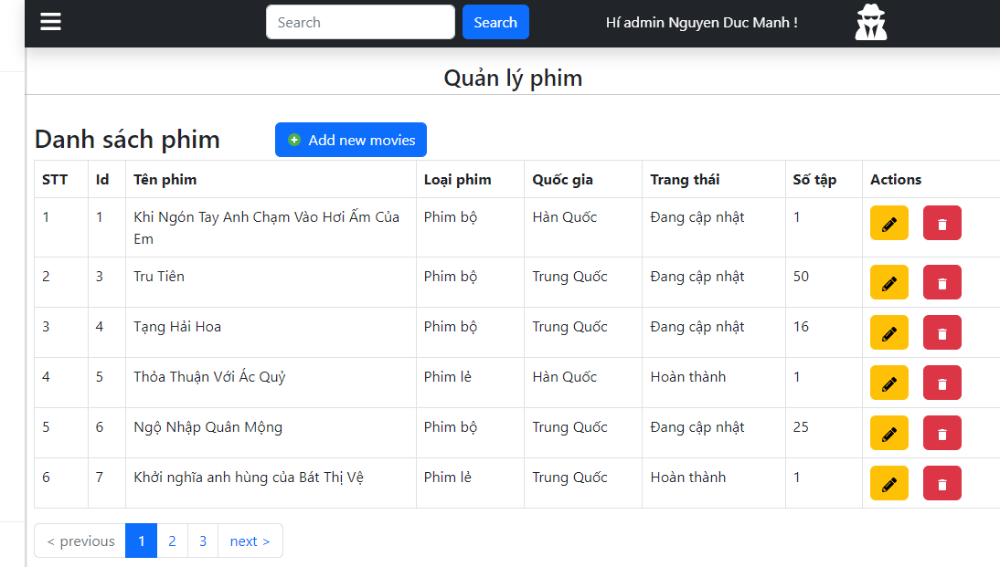 Search Search Hí admin Nguyen Duc Manh !
Quản lý phim
Danh sách phim Add new movies
STT Id Tên phim Loại phim Quốc gia Trang thái Số tập Actions
1 1 Khi Ngón Tay Anh Chạm Vào Hơi Ấm Của Phim bộ Hàn Quốc Đang cập nhật 1
Em
2 3 Tru Tiên Phim bộ Trung Quốc Đang cập nhật 50
3 4 Tạng Hải Hoa Phim bộ Trung Quốc Đang cập nhật 16
4 5 Thỏa Thuận Với Ác Quỷ Phim lẻ Hàn Quốc Hoàn thành 1
5 6 Ngộ Nhập Quân Mộng Phim bộ Trung Quốc Đang cập nhật 25
6 7 Khởi nghĩa anh hùng của Bát Thị Vệ Phim lẻ Trung Quốc Hoàn thành 1
< previous 1 2 3 next >